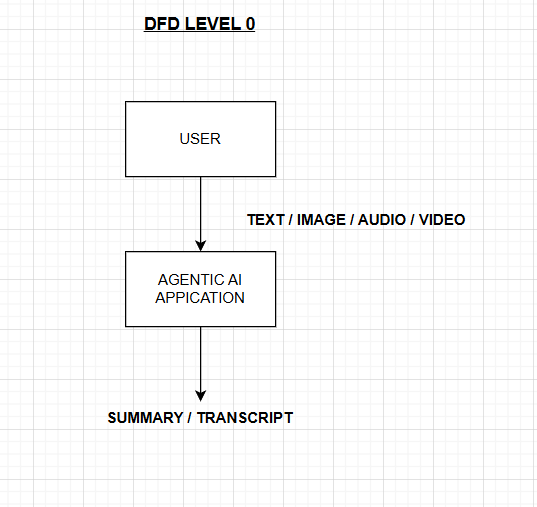 DFD LEVEL 0
USER
TEXT / IMAGE / AUDIO / VIDEO
AGENTIC AI
APPICATION
SUMMARY / TRANSCRIPT